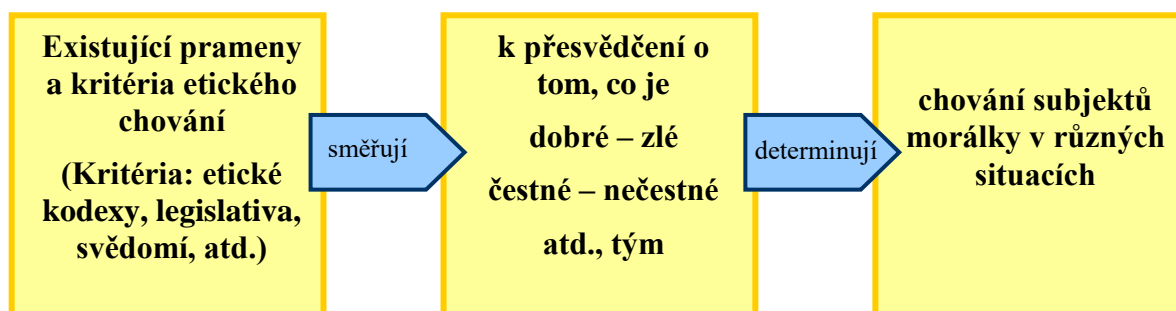 Existující prameny
a kritéria etického
chování
(Kritéria: etické
kodexy, legislativa,
svědomí, atd.)
směřují
k přesvědčení o
tom, co je
dobré – zlé
čestné – nečestné
atd., tým
determinují
chování subjektů
morálky v různých
situacích